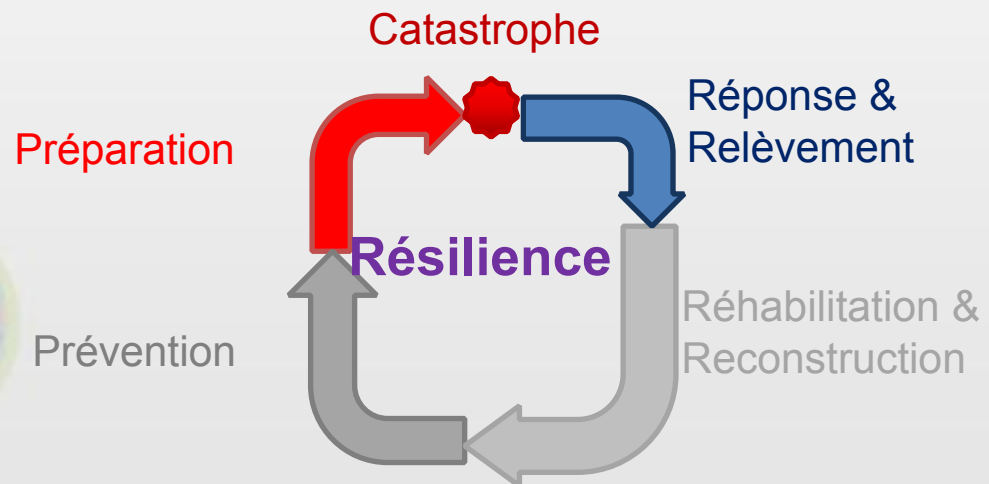 Catastrophe
Préparation
Réponse &
Relèvement
Résilience
Prévention
Réhabilitation &
Reconstruction